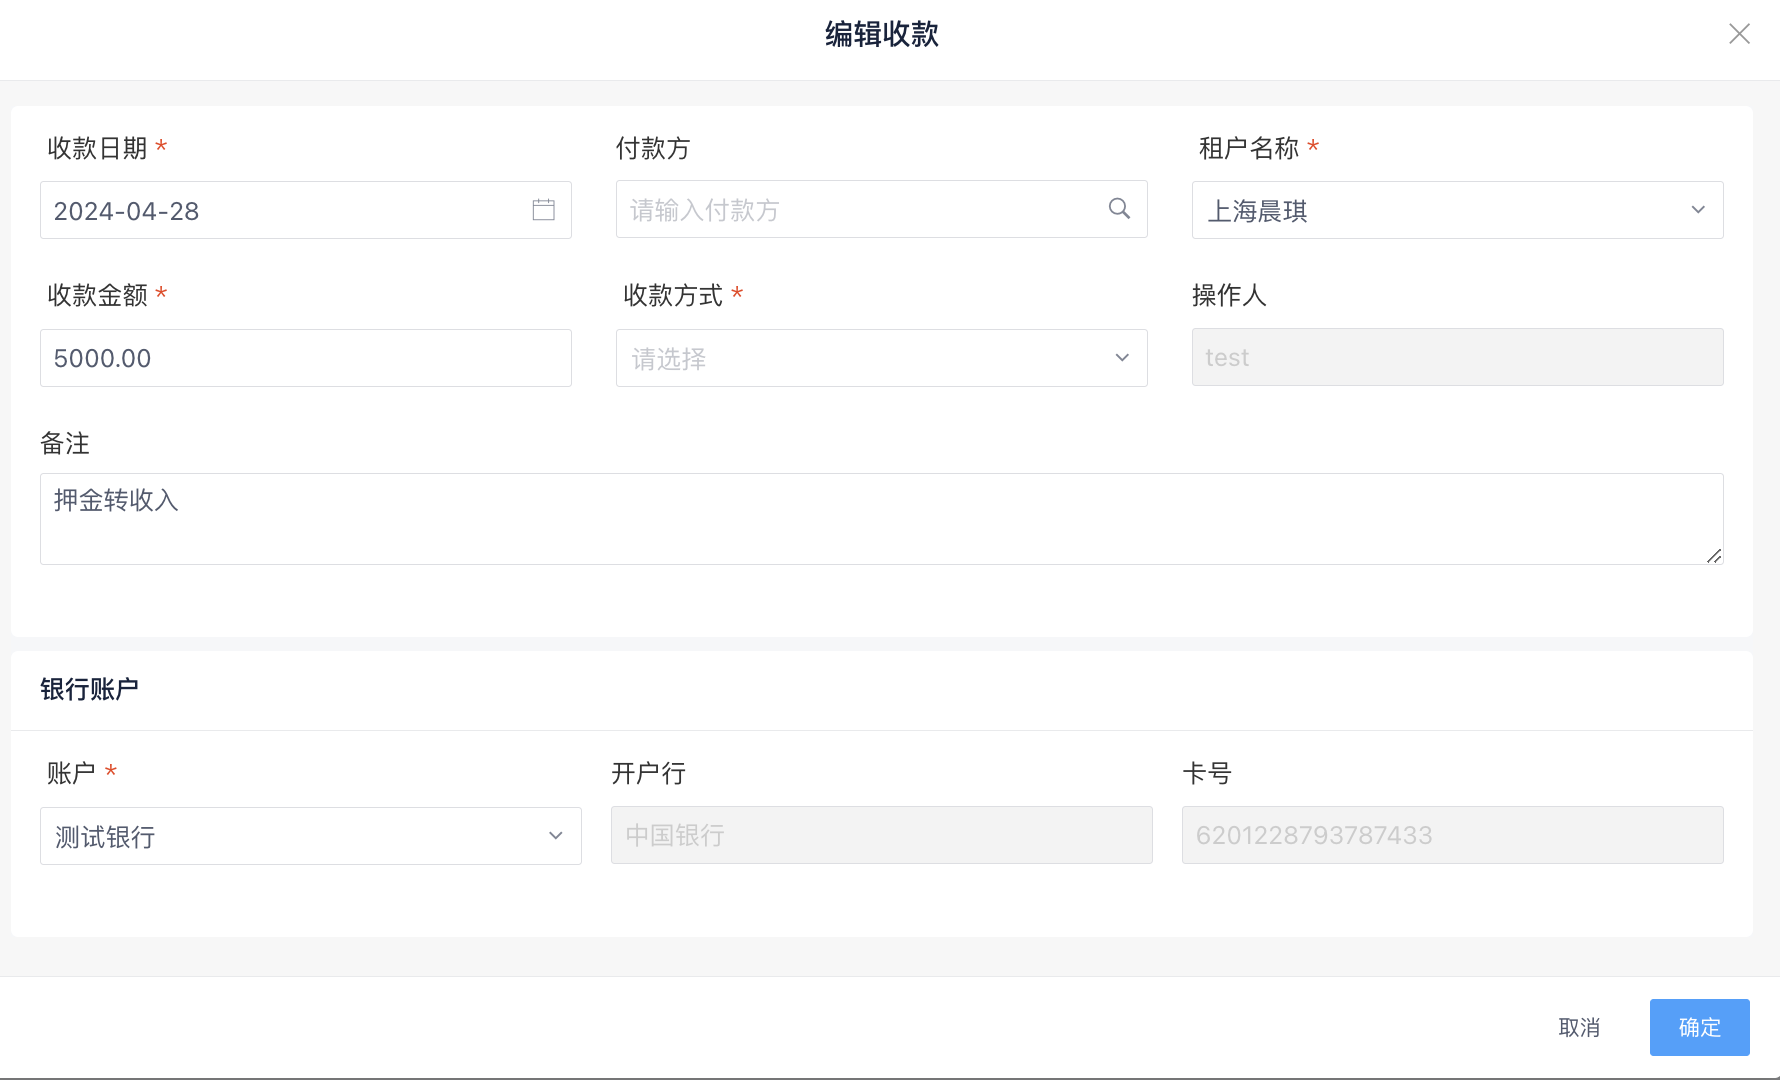 编辑收款
收款日期 *
付款方
租户名称 *
2024-04-28
请输入付款方
上海晨琪
收款金额 *
收款方式 *
操作人
5000.00
请选择
test
备注
押金转收入
银行账户
账户 *
开户行
卡号
测试银行
中国银行
6201228793787433
取消
确定